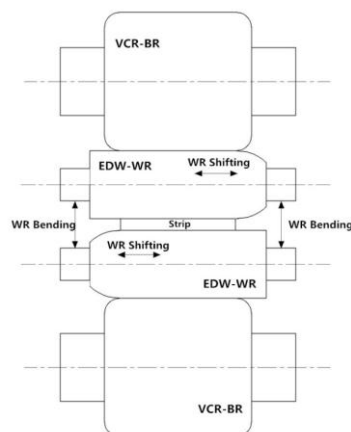 VCR-BR
EDW-WR
WR Shifting
WR Bending
Strip
WR Bending
WR Shifting
EDW-WR
VCR-BR